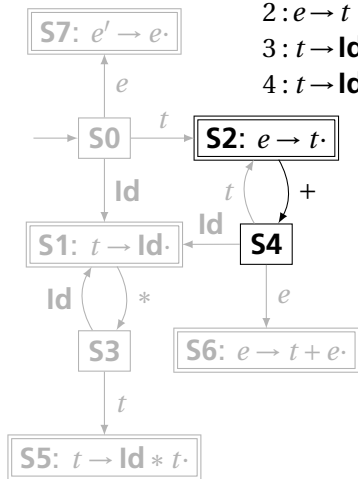 2 : e → t
S7: e′ → e·
3 : t → Id
4 : t → Id
e
S0
t
S2: e → t·
Id
t
+
Id
S1: t → Id·
S4
Id
*
e
S3
S6: e → t + e·
t
S5: t → Id * t·